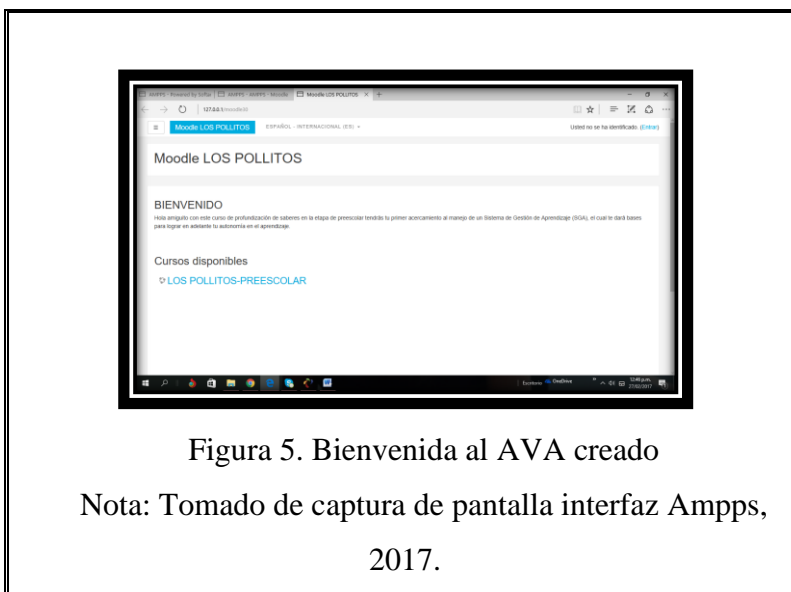 AMPPS - Powered by Softac AMPPS - AMPPS - Moodle Moodle LOS POLLITOS
127.0.0.1/moodle30
Moodle LOS POLLITOS ESPAÑOL - INTERNACIONAL (ES) Usted no se ha identificado. (Entrar)
Moodle LOS POLLITOS
BIENVENIDO
Hola amiguito con este curso de profundización de saberes en la etapa de preescolar tendrás tu primer acercamiento al manejo de un Sistema de Gestión de Aprendizaje (SGA), el cual te dará bases
para lograr en adelante tu autonomía en el aprendizaje.
Cursos disponibles
LOS POLLITOS-PREESCOLAR
Escritorio OneDrive 12:49 p.m.
27/02/2017
Figura 5. Bienvenida al AVA creado
Nota: Tomado de captura de pantalla interfaz Ampps,
2017.